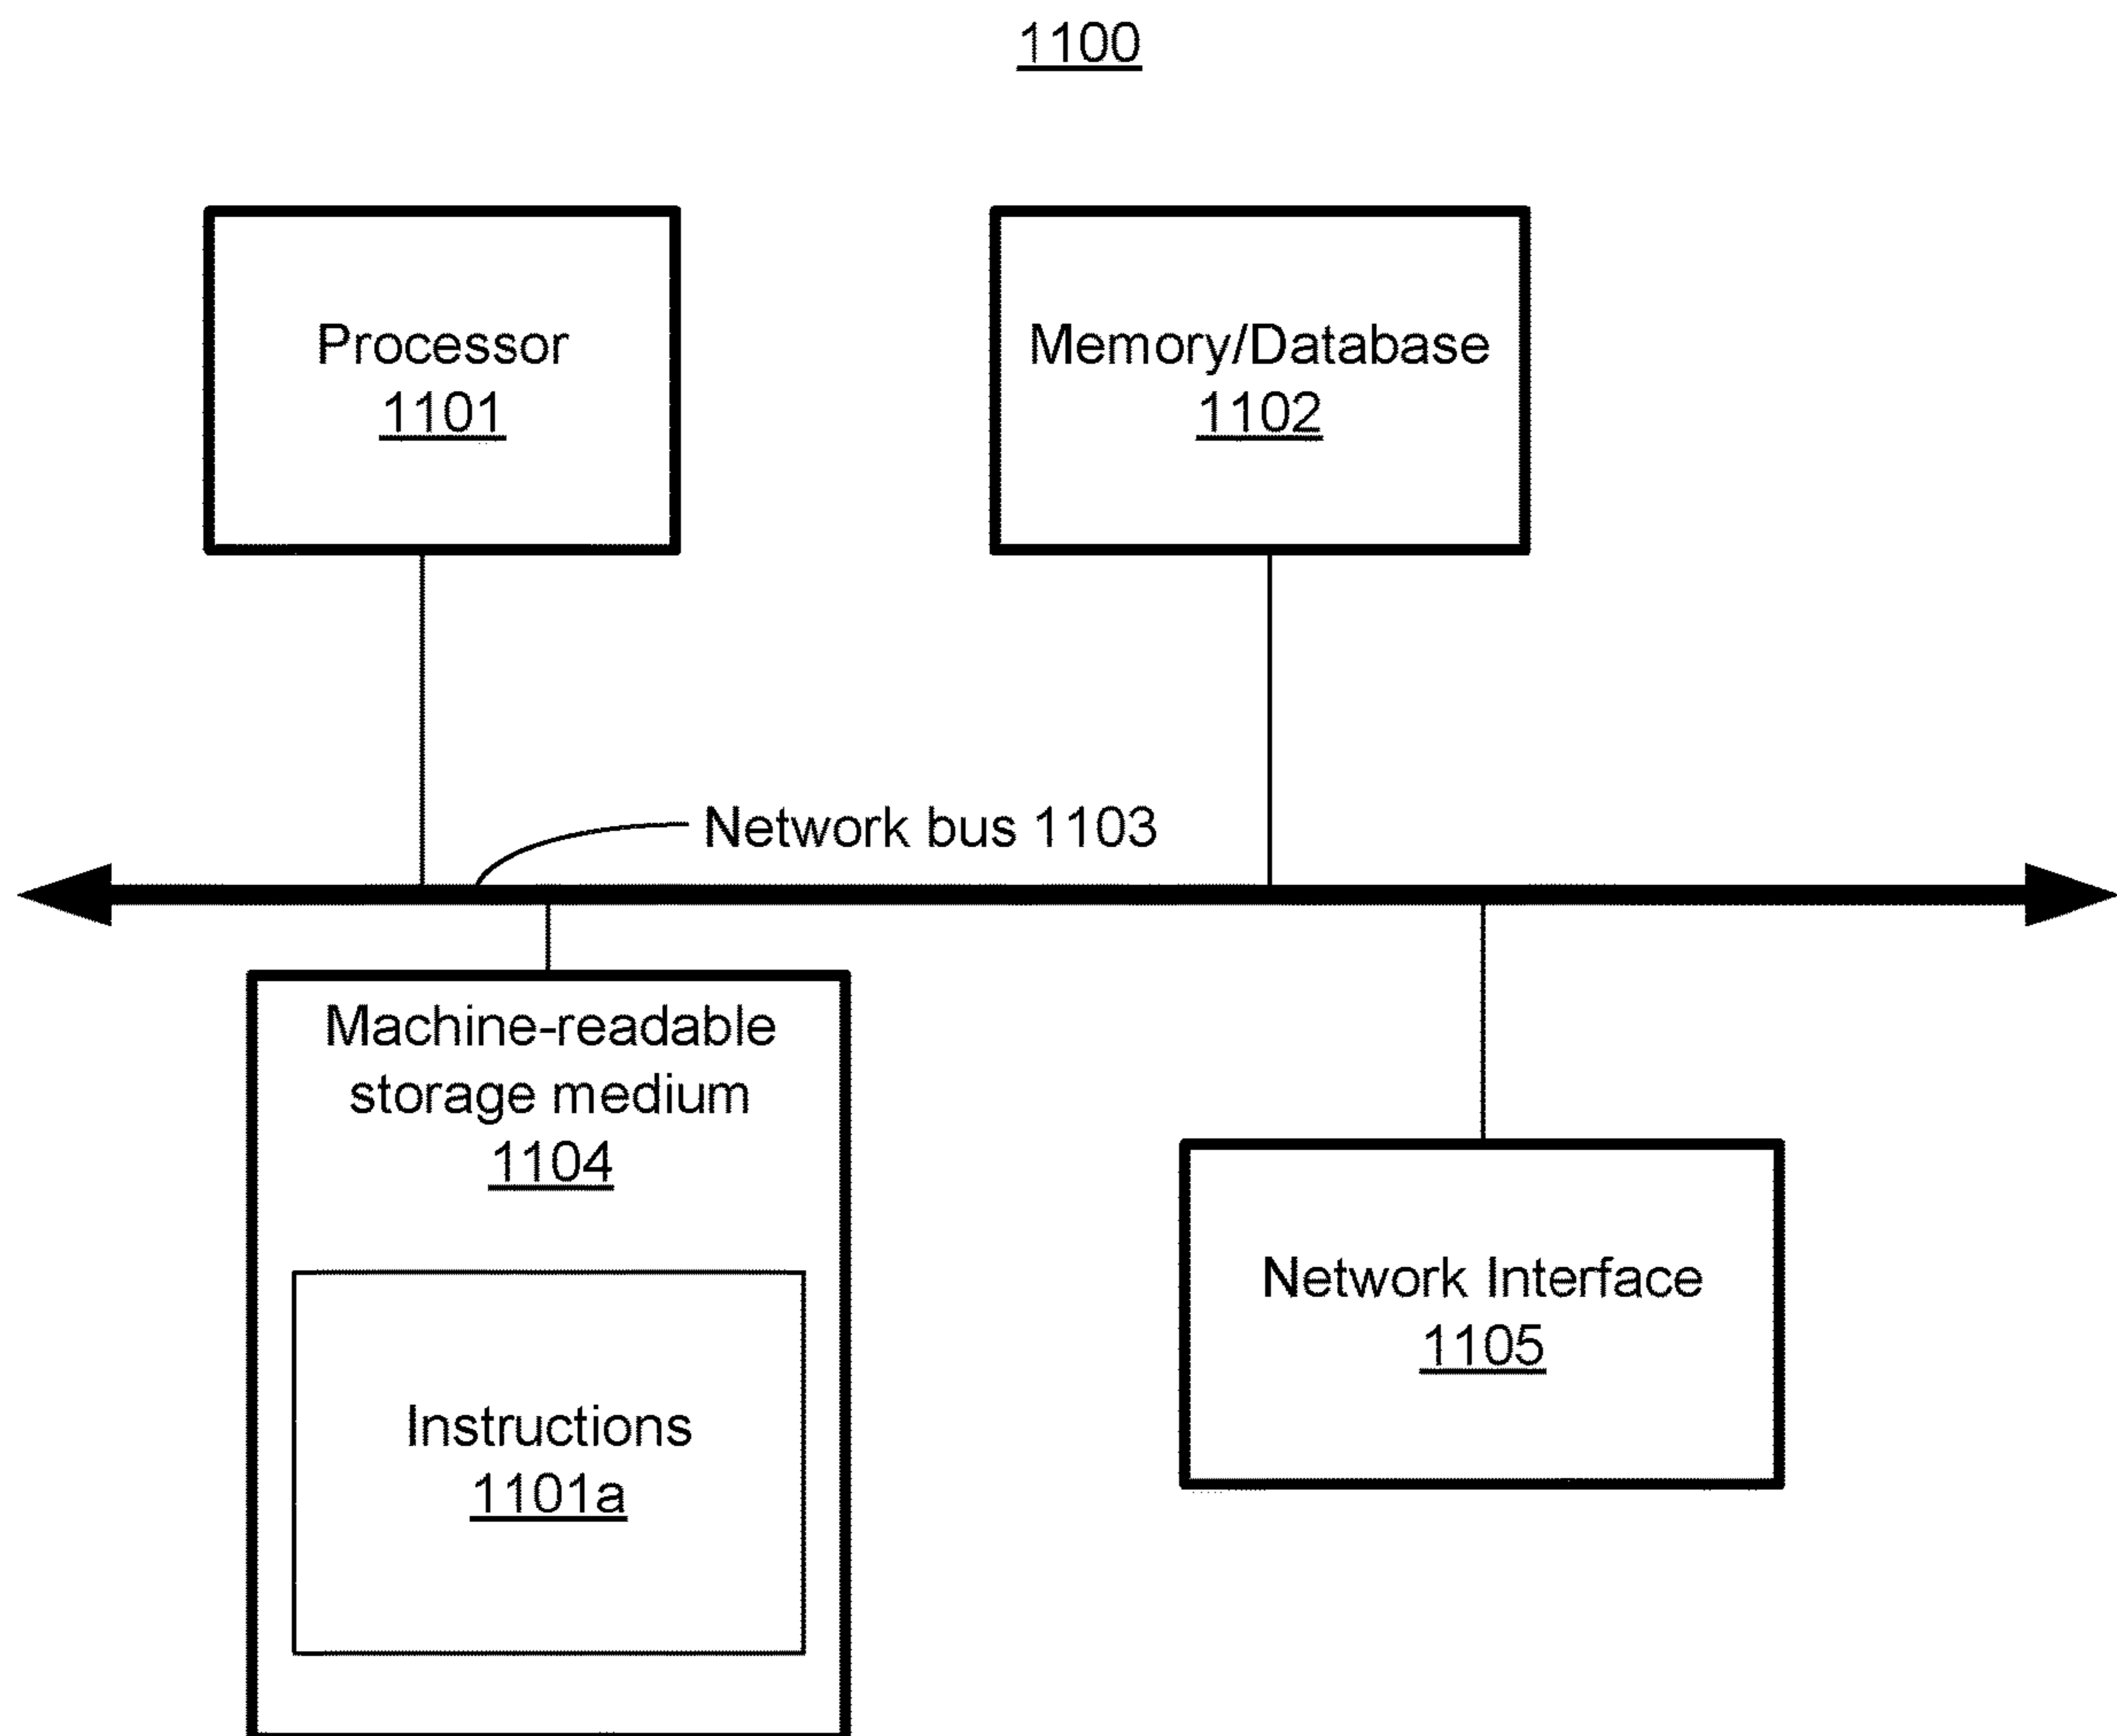 1100
Processor
1101
Memory/Database
1102
Network bus 1103
Machine-readable
storage medium
1104
Instructions
1101a
Network Interface
1105